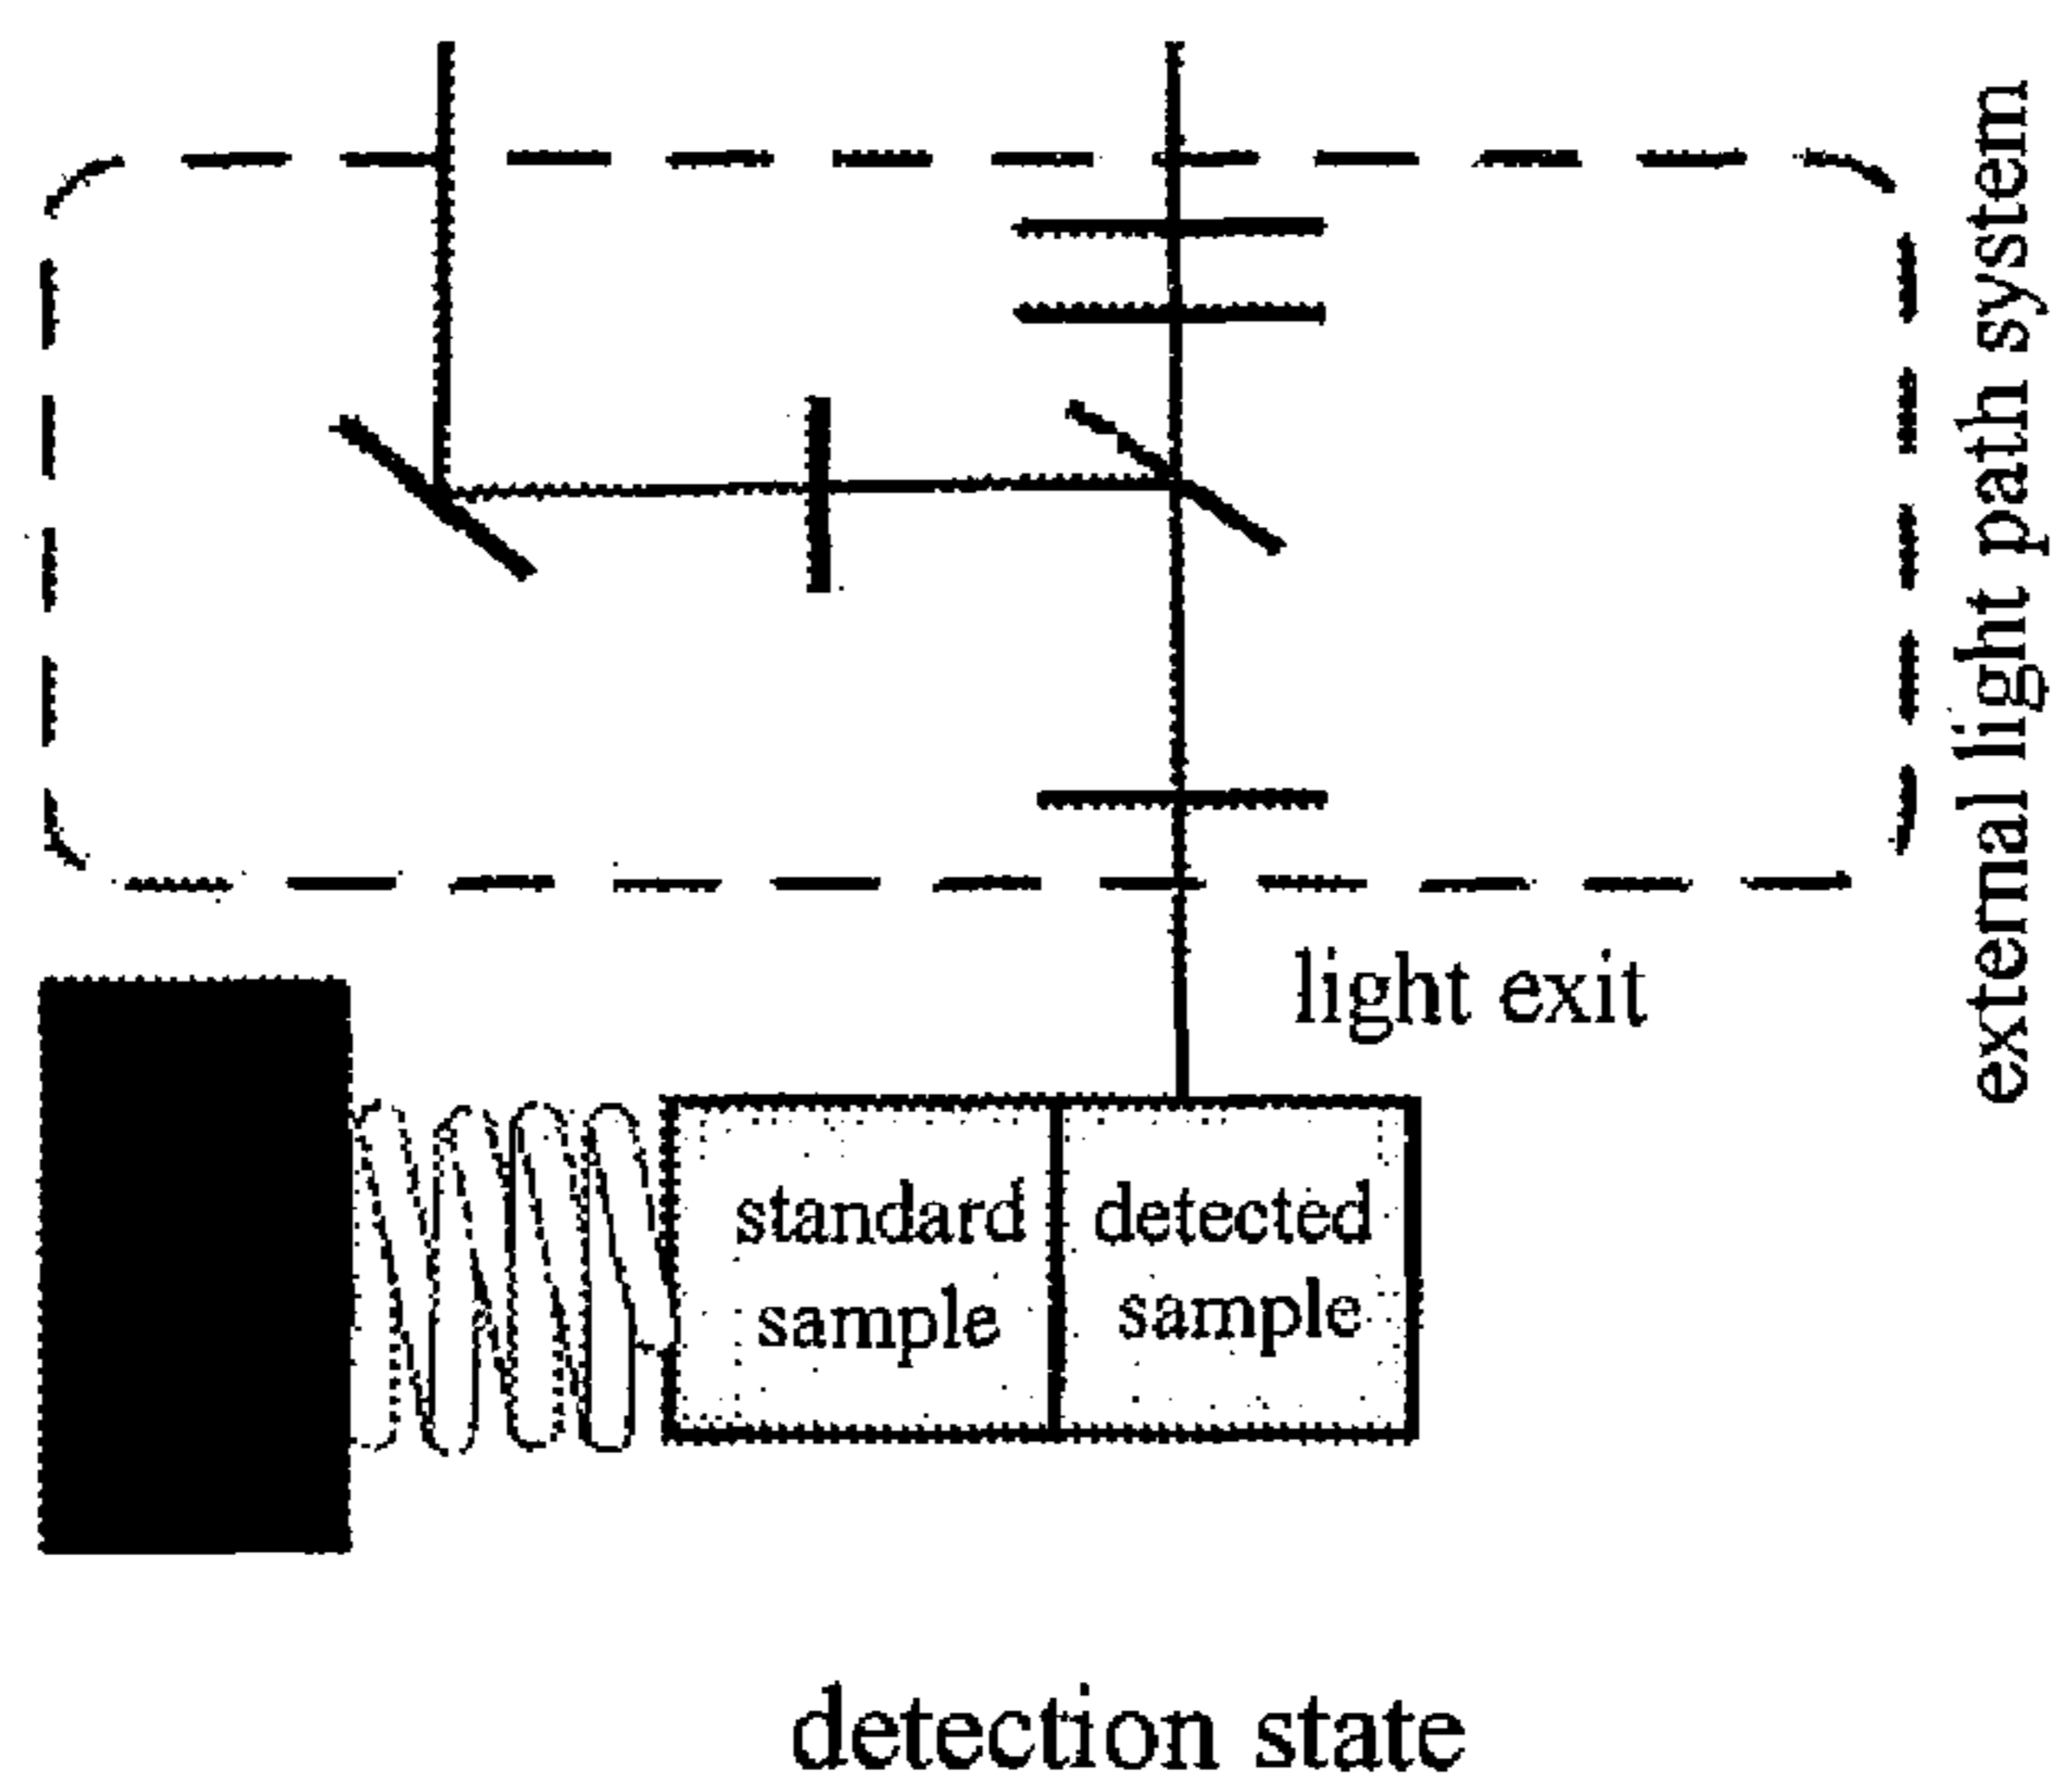 external light path system
light exit
standard
sample
detected
sample
detection state